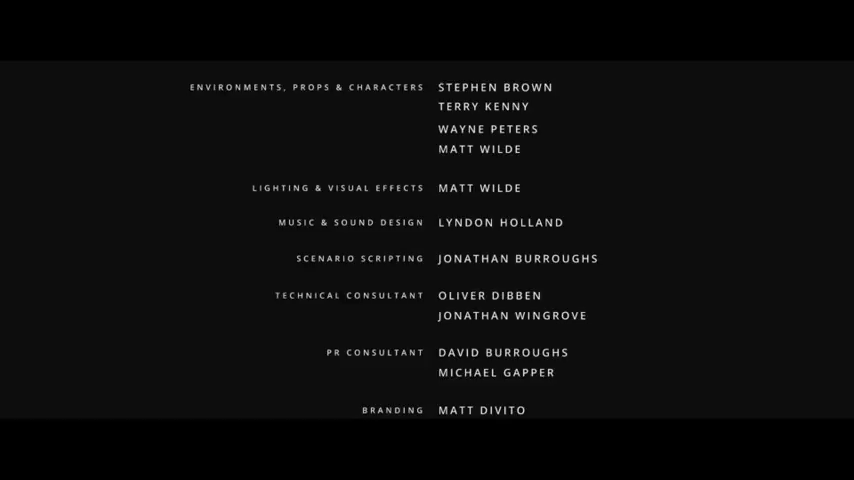 ENVIRONMENTS, PROPS & CHARACTERS STEPHEN BROWN
TERRY KENNY
WAYNE PETERS
MATT WILDE
LIGHTING & VISUAL EFFECTS MATT WILDE
MUSIC & SOUND DESIGN LYNDON HOLLAND
SCENARIO SCRIPTING JONATHAN BURROUGHS
TECHNICAL CONSULTANT OLIVER DIBBEN
JONATHAN WINGROVE
PR CONSULTANT DAVID BURROUGHS
MICHAEL GAPPER
BRANDING MATT DIVITO